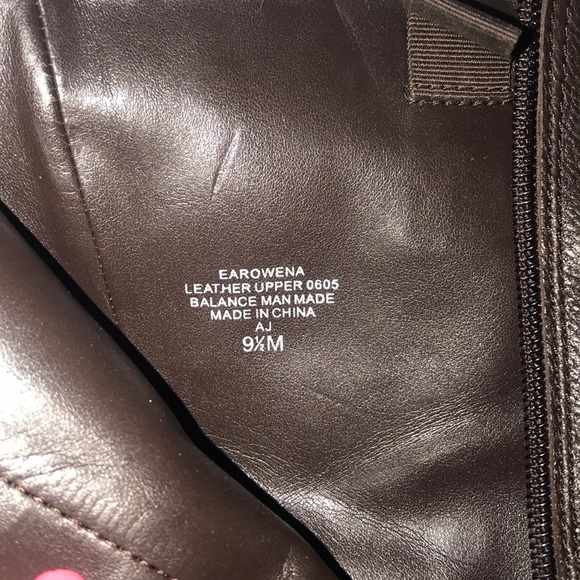 EAROWENA
LEATHER UPPER 0605
BALANCE MAN MADE
MADE IN CHINA
AJ
9½M